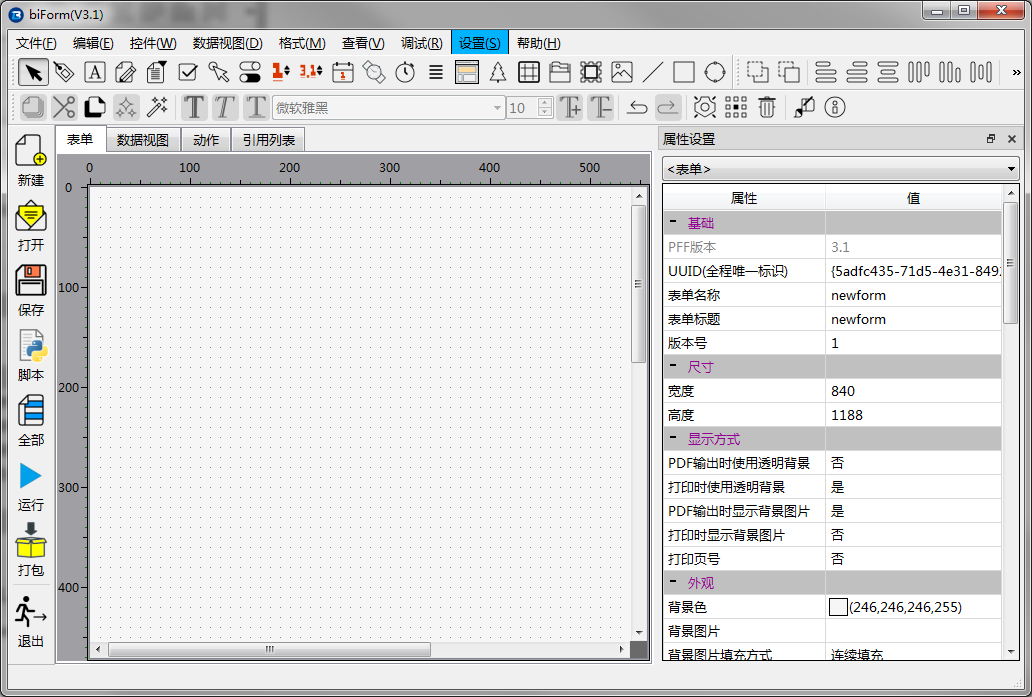 biForm(V3.1)
文件(F) 编辑(E) 控件(W) 数据视图(D) 格式(M) 查看(V) 调试(R) 设置(S) 帮助(H)
微软雅黑 10
表单 数据视图 动作 引用列表
新建
打开
保存
脚本
全部
运行
打包
退出
0 100 200 300 400 500
0
100
200
300
400
属性设置
<表单>
属性 值
基础
PFF版本 3.1
UUID(全程唯一标识) {5adfc435-71d5-4e31-849
表单名称 newform
表单标题 newform
版本号 1
尺寸
宽度 840
高度 1188
显示方式
PDF输出时使用透明背景 否
打印时使用透明背景 是
PDF输出时显示背景图片 是
打印时显示背景图片 否
打印页号 否
外观
背景色 (246,246,246,255)
背景图片
背景图片填充方式 连续填充